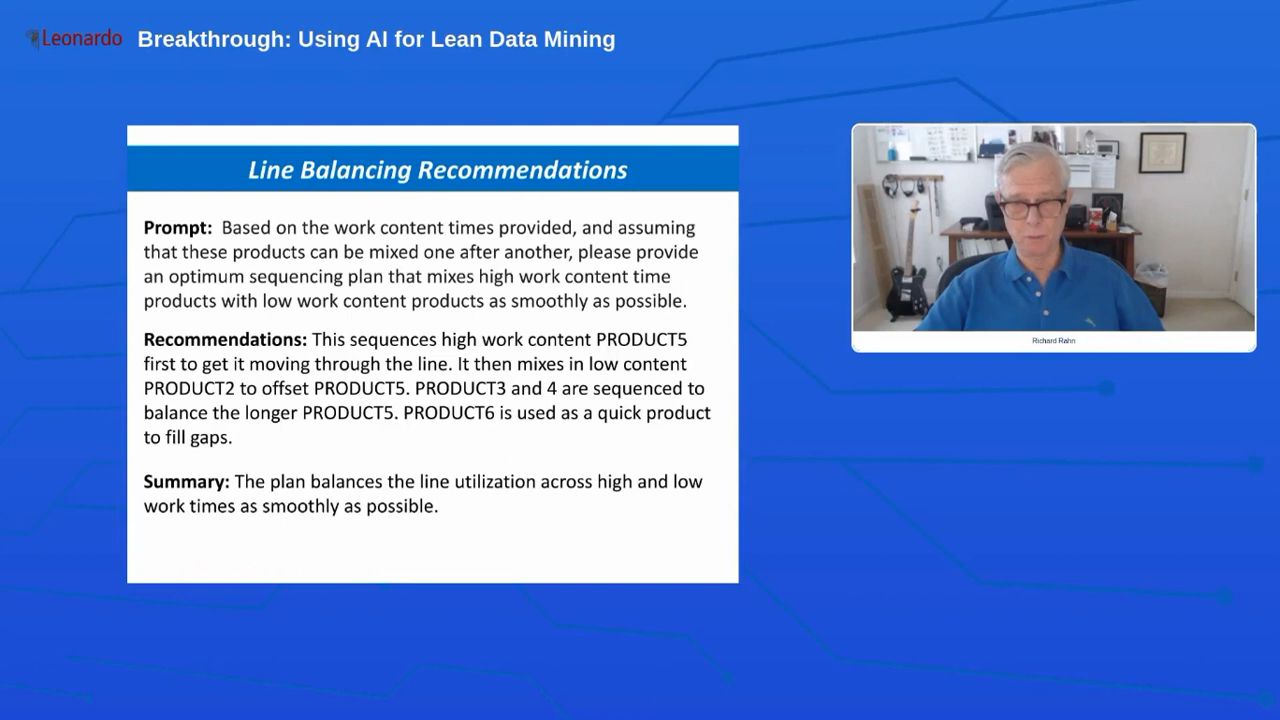 Leonardo Breakthrough: Using AI for Lean Data Mining
Line Balancing Recommendations
Prompt: Based on the work content times provided, and assuming
that these products can be mixed one after another, please provide
an optimum sequencing plan that mixes high work content time
products with low work content products as smoothly as possible.
Recommendations: This sequences high work content PRODUCT5
first to get it moving through the line. It then mixes in low content
PRODUCT2 to offset PRODUCT5. PRODUCT3 and 4 are sequenced to
balance the longer PRODUCT5. PRODUCT6 is used as a quick product
to fill gaps.
Summary: The plan balances the line utilization across high and low
work times as smoothly as possible.
Richard Rahn